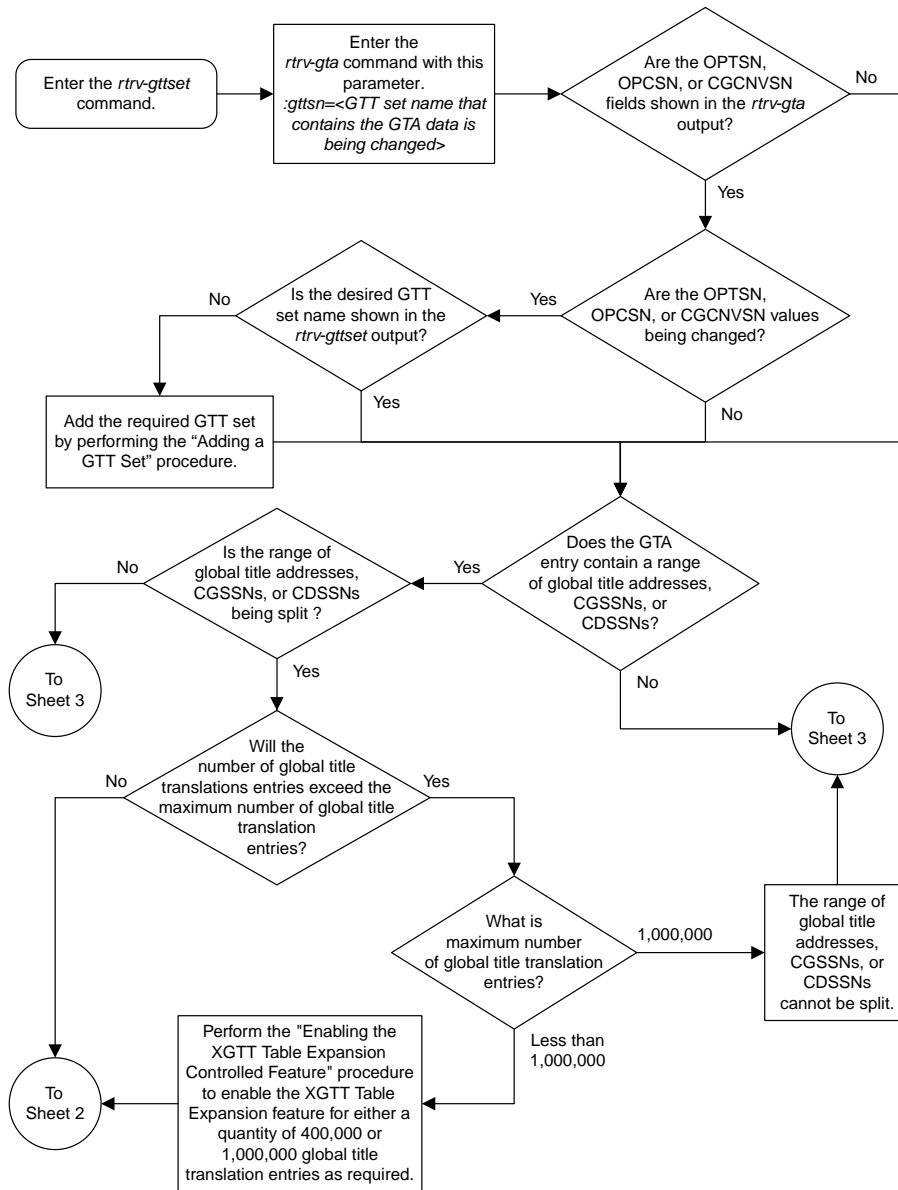 Enter the rtrv-gttset
command.
Enter the
rtrv-gta command with this
parameter.
:gttsn=<GTT set name that
contains the GTA data is
being changed>
Are the OPTSN,
OPCSN, or CGCNVSN
fields shown in the rtrv-gta
output?
No
Yes
Are the OPTSN,
OPCSN, or CGCNVSN values
being changed?
Yes
No
Is the desired GTT
set name shown in the
rtrv-gttset output?
No
Yes
Add the required GTT set
by performing the “Adding a
GTT Set” procedure.
Does the GTA
entry contain a range
of global title addresses,
CGSSNs, or
CDSSNs?
Yes
No
Is the range of
global title addresses,
CGSSNs, or CDSSNs
being split ?
No
Yes
To
Sheet 3
To
Sheet 3
Will the
number of global title
translations entries exceed the
maximum number of global title
translation
entries?
No
Yes
What is
maximum number
of global title translation
entries?
1,000,000
Less than
1,000,000
The range of
global title
addresses,
CGSSNs, or
CDSSNs
cannot be split.
Perform the "Enabling the
XGTT Table Expansion
Controlled Feature" procedure
to enable the XGTT Table
Expansion feature for either a
quantity of 400,000 or
1,000,000 global title
translation entries as required.
To
Sheet 2